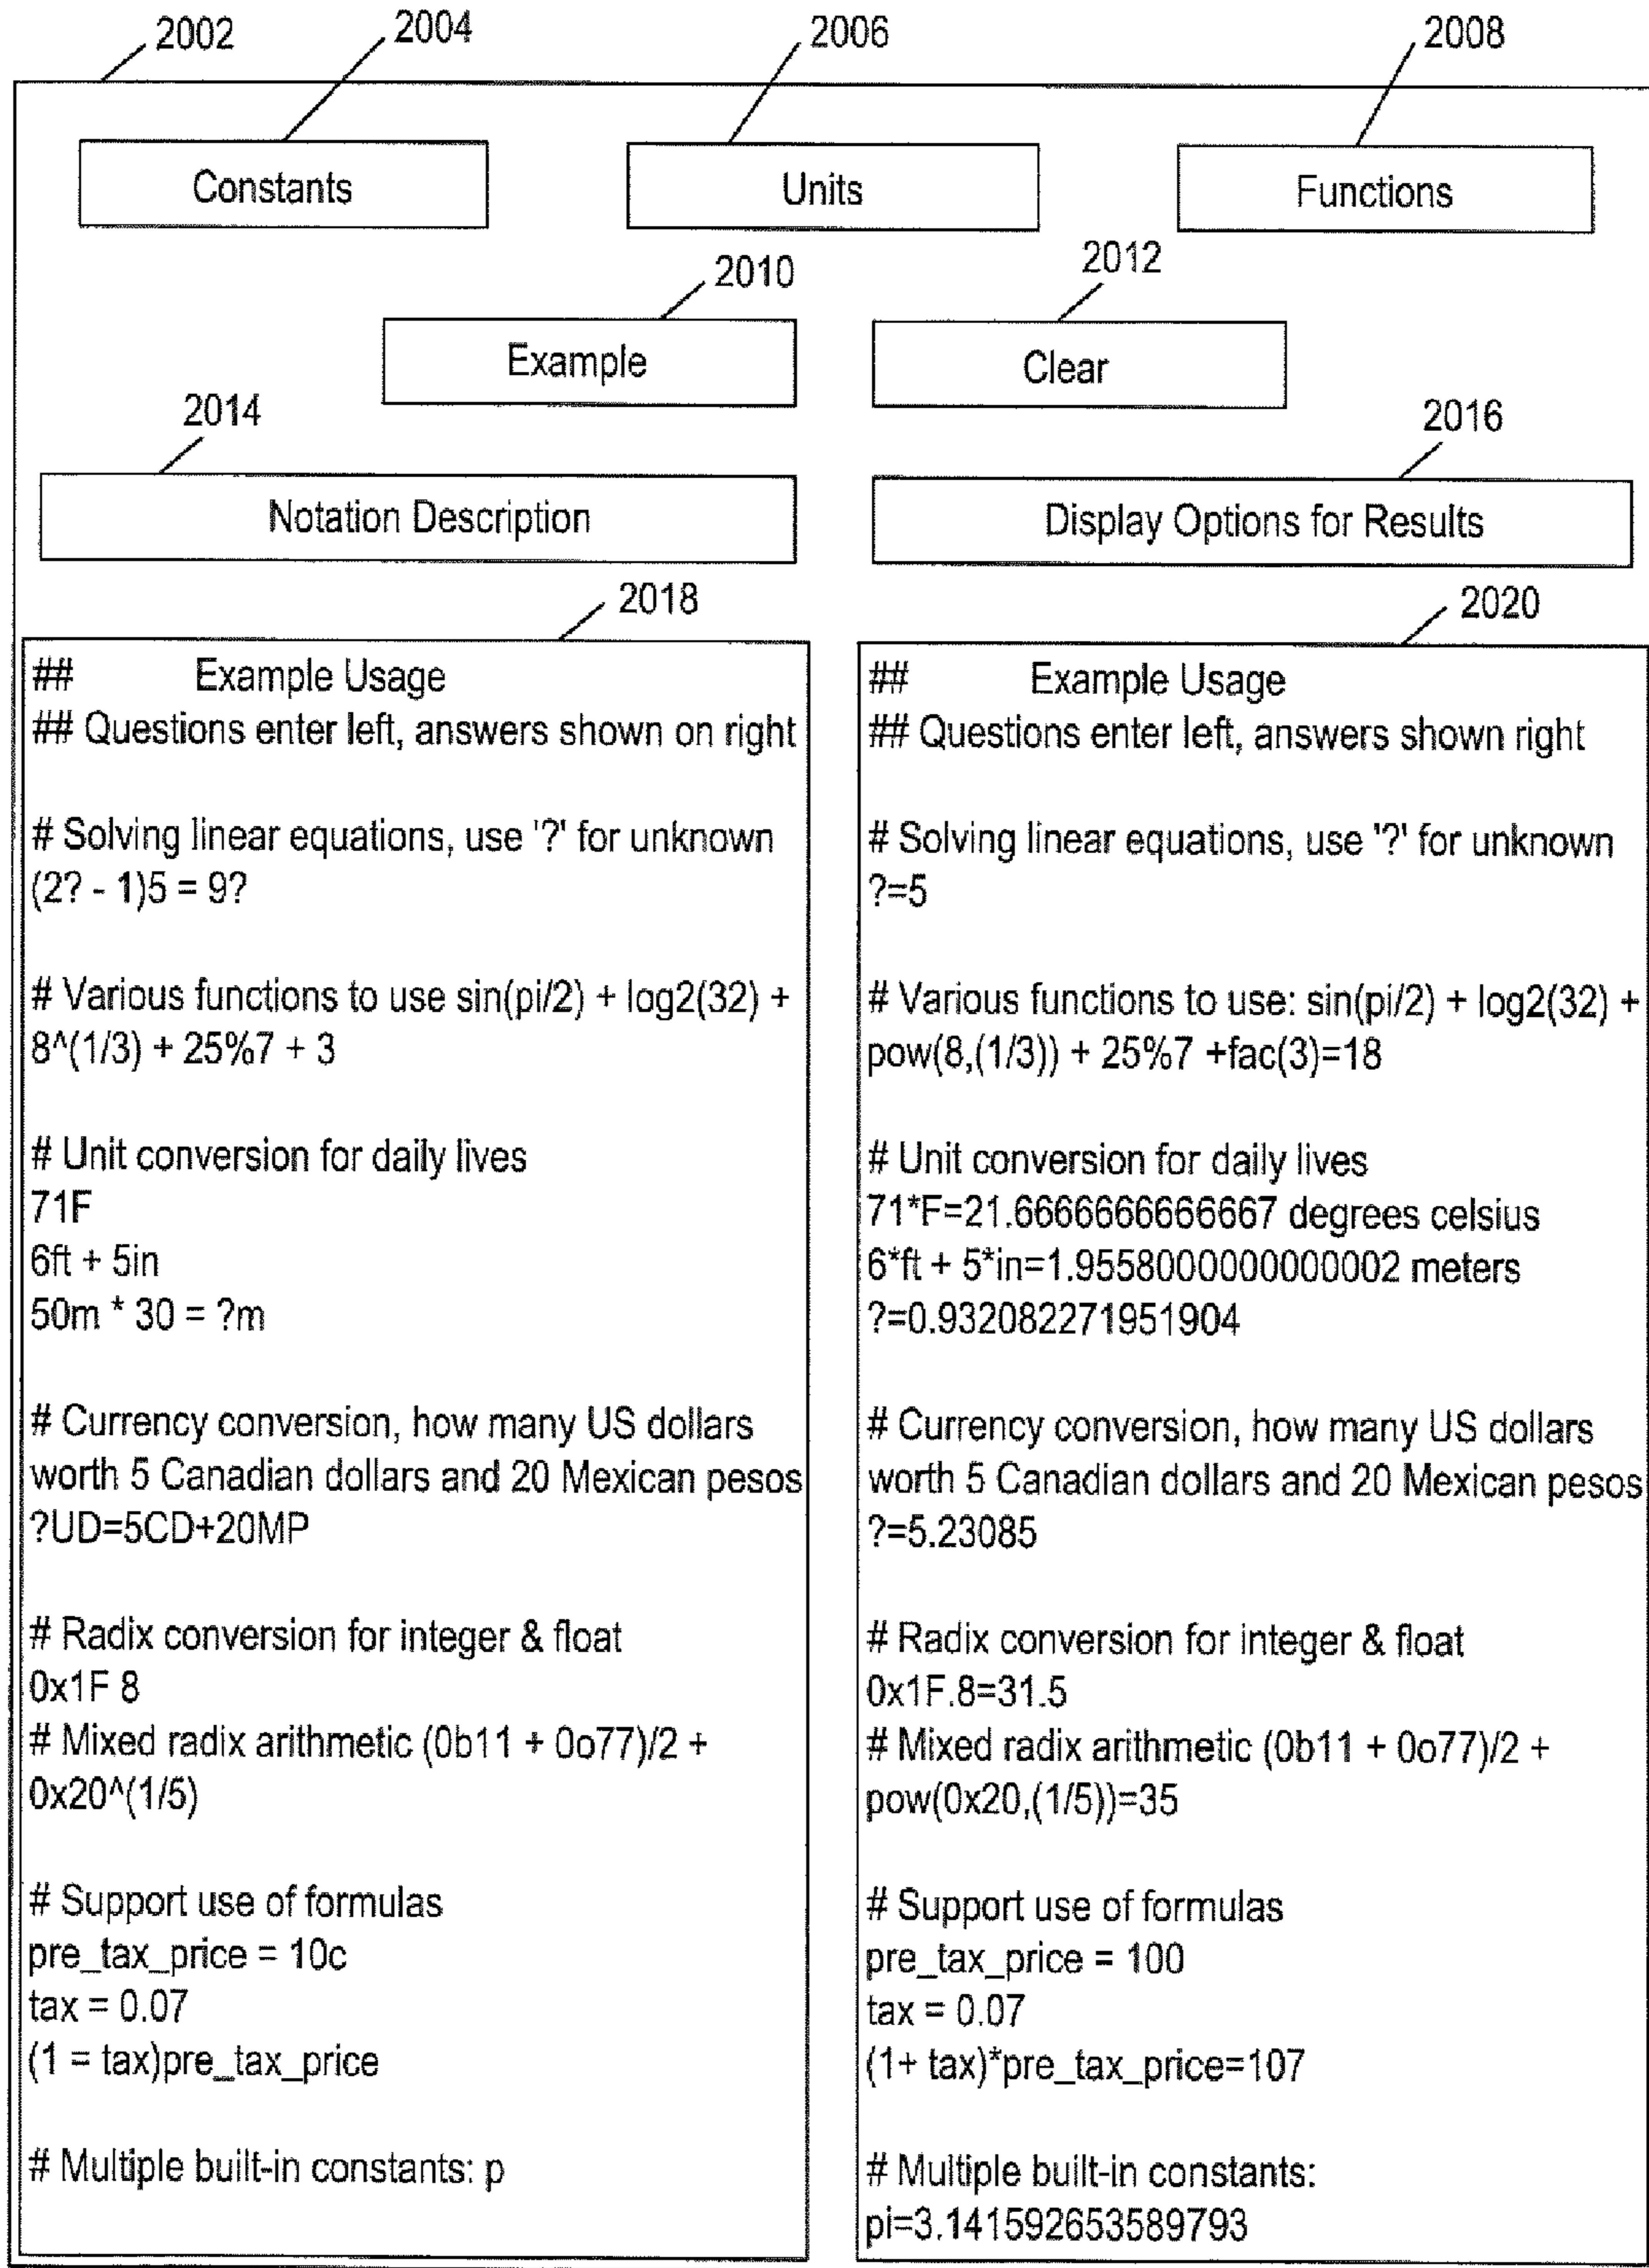 2002 2004 2006 2008
Constants Units Functions
2010 2012
Example Clear
2014 2016
Notation Description Display Options for Results
2018
## Example Usage
## Questions enter left, answers shown on right
# Solving linear equations, use '?' for unknown
(2? - 1)5 = 9?
# Various functions to use sin(pi/2) + log2(32) +
8^(1/3) + 25%7 + 3
# Unit conversion for daily lives
71F
6ft + 5in
50m * 30 = ?m
# Currency conversion, how many US dollars
worth 5 Canadian dollars and 20 Mexican pesos
?UD=5CD+20MP
# Radix conversion for integer & float
0x1F 8
# Mixed radix arithmetic (0b11 + 0o77)/2 +
0x20^(1/5)
# Support use of formulas
pre_tax_price = 10c
tax = 0.07
(1 = tax)pre_tax_price
# Multiple built-in constants: p
2020
## Example Usage
## Questions enter left, answers shown right
# Solving linear equations, use '?' for unknown
?=5
# Various functions to use: sin(pi/2) + log2(32) +
pow(8,(1/3)) + 25%7 +fac(3)=18
# Unit conversion for daily lives
71*F=21.6666666666667 degrees celsius
6*ft + 5*in=1.9558000000000002 meters
?=0.932082271951904
# Currency conversion, how many US dollars
worth 5 Canadian dollars and 20 Mexican pesos
?=5.23085
# Radix conversion for integer & float
0x1F.8=31.5
# Mixed radix arithmetic (0b11 + 0o77)/2 +
pow(0x20,(1/5))=35
# Support use of formulas
pre_tax_price = 100
tax = 0.07
(1+ tax)*pre_tax_price=107
# Multiple built-in constants:
pi=3.141592653589793